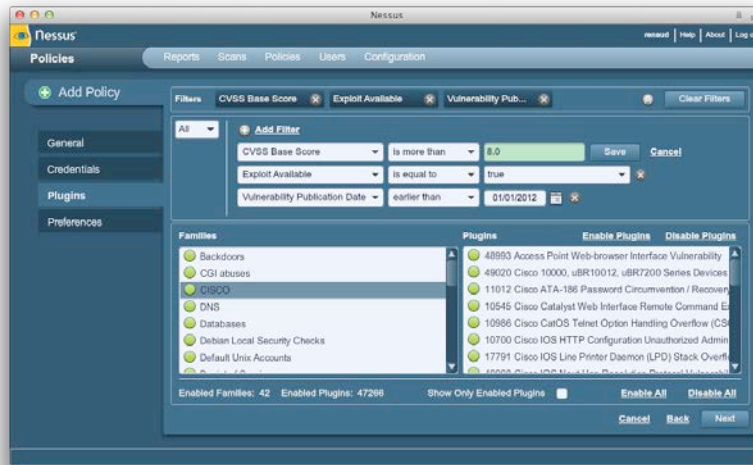 Nessus
Nessus
renaud | Help | About | Log
Policies
Reports Scans Policies Users Configuration
Add Policy
General
Credentials
Plugins
Preferences
Filters CVSS Base Score Exploit Available Vulnerability Pub... Clear Filters
All
Add Filter
CVSS Base Score is more than 8.0 Save Cancel
Exploit Available is equal to true
Vulnerability Publication Date earlier than 01/01/2012
Families
Backdoors
CGI abuses
CISCO
DNS
Databases
Debian Local Security Checks
Default Unix Accounts
Plugins Enable Plugins Disable Plugins
48993 Access Point Web-browser Interface Vulnerability
49020 Cisco 10000, uBR10012, uBR7200 Series Devices
11012 Cisco ATA-186 Password Circumvention / Recovery
10545 Cisco Catalyst Web Interface Remote Command E
10986 Cisco CatOS Telnet Option Handling Overflow (CS
10700 Cisco IOS HTTP Configuration Unauthorized Admin
17791 Cisco IOS Line Printer Daemon (LPD) Stack Overfl
Enabled Families: 42 Enabled Plugins: 47266 Show Only Enabled Plugins Enable All Disable All
Cancel Back Next